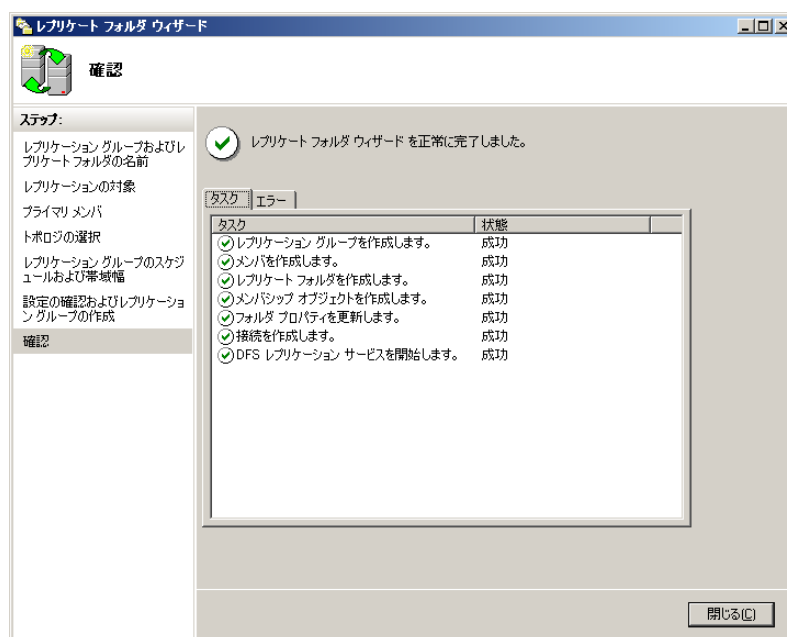 レプリケート フォルダ ウィザード
確認
ステップ:
レプリケーション グループおよびレ
プリケート フォルダの名前
レプリケーションの対象
プライマリ メンバ
トポロジの選択
レプリケーション グループのスケジ
ュールおよび帯域幅
設定の確認およびレプリケーショ
ン グループの作成
確認
レプリケート フォルダ ウィザード を正常に完了しました。
タスク エラー
タスク 状態
レプリケーション グループを作成します。 成功
メンバを作成します。 成功
レプリケート フォルダを作成します。 成功
メンバシップ オブジェクトを作成します。 成功
フォルダ プロパティを更新します。 成功
接続を作成します。 成功
DFS レプリケーション サービスを開始します。 成功
閉じる(C)